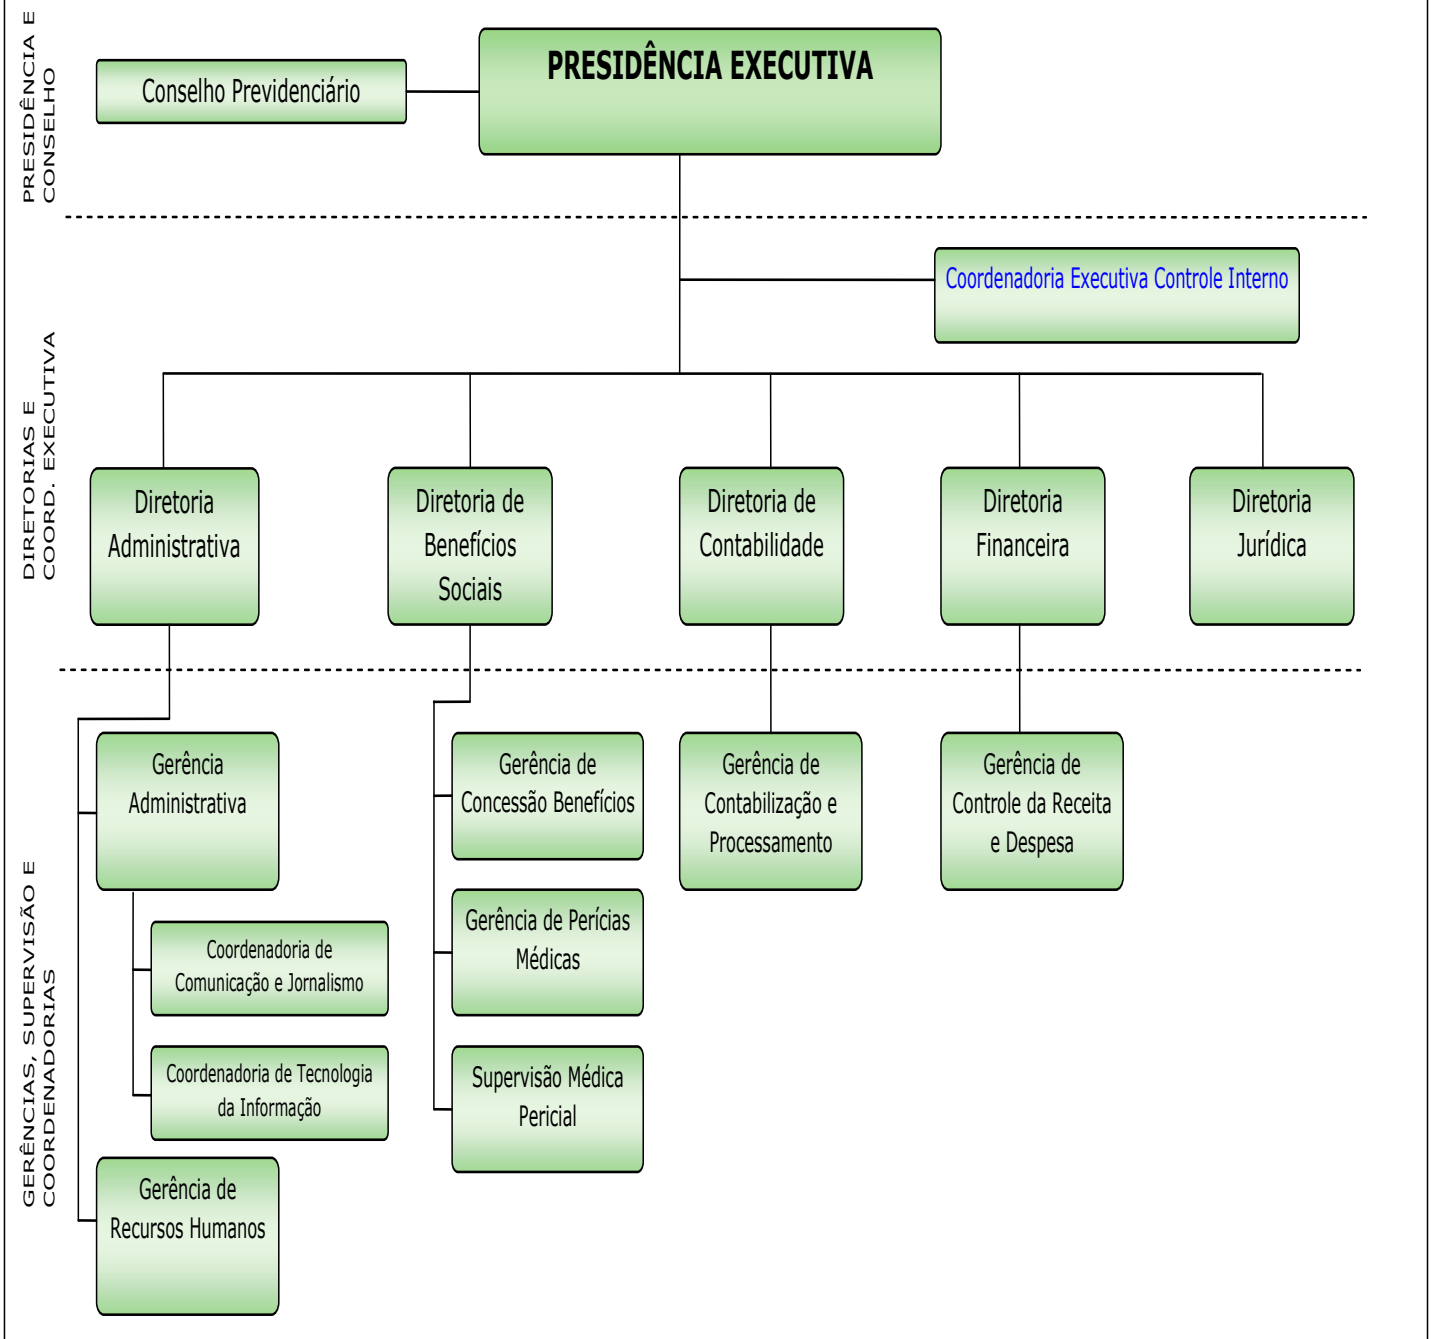 PRESIDÊNCIA E
CONSELHO
PRESIDÊNCIA EXECUTIVA
Conselho Previdenciário
Coordenadoria Executiva Controle Interno
DIRETORIAS E
COORD. EXECUTIVA
Diretoria
Administrativa
Diretoria de
Benefícios
Sociais
Diretoria de
Contabilidade
Diretoria
Financeira
Diretoria
Jurídica
GERÊNCIAS, SUPERVISÃO E
COORDENADORIAS
Gerência
Administrativa
Coordenadoria de
Comunicação e Jornalismo
Coordenadoria de Tecnologia
da Informação
Gerência de
Recursos Humanos
Gerência de
Concessão Benefícios
Gerência de Perícias
Médicas
Supervisão Médica
Pericial
Gerência de
Contabilização e
Processamento
Gerência de
Controle da Receita
e Despesa